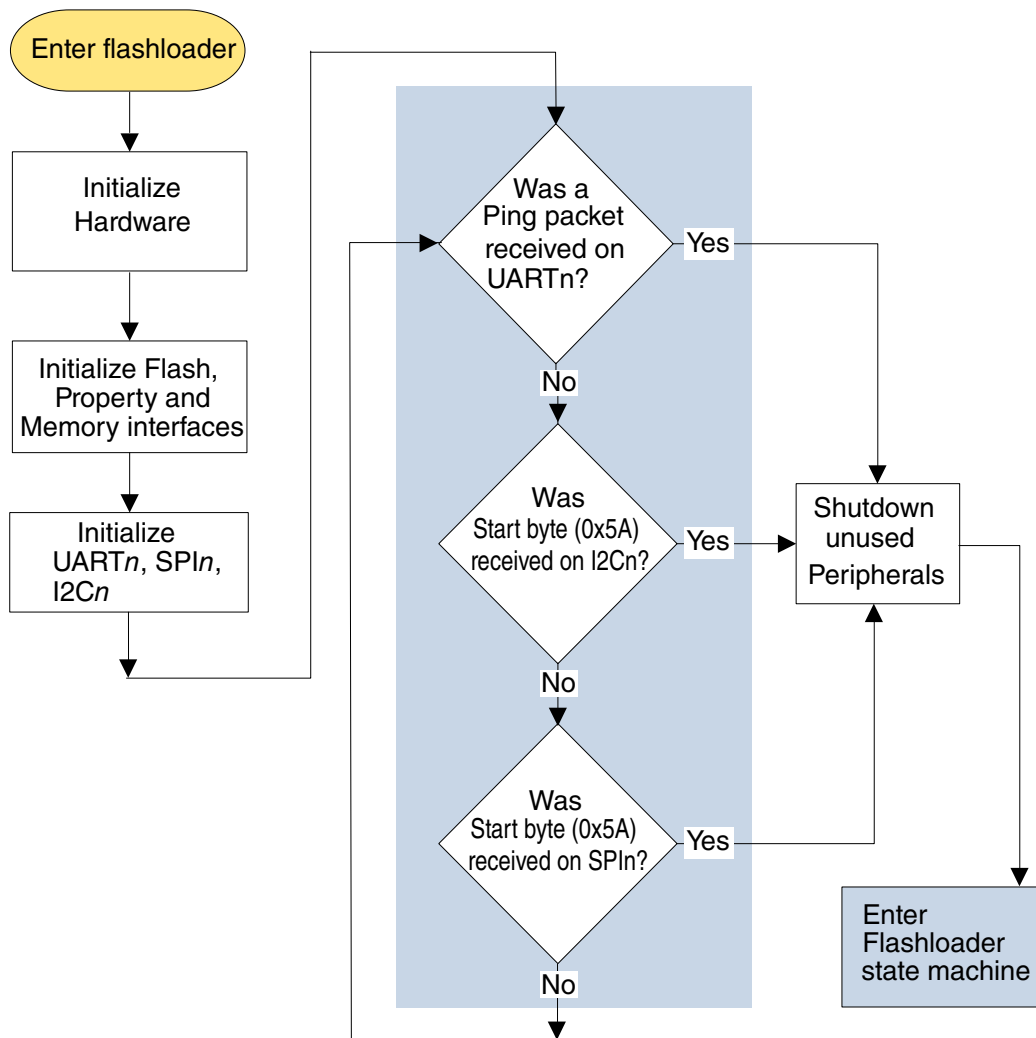 Enter flashloader
Initialize
Hardware
Initialize Flash,
Property and
Memory interfaces
Initialize
UARTn, SPIn,
I2Cn
Was a
Ping packet
received on
UARTn?
Yes
No
Was
Start byte (0x5A)
received on I2Cn?
Yes
No
Was
Start byte (0x5A)
received on SPIn?
Yes
No
Shutdown
unused
Peripherals
Enter
Flashloader
state machine